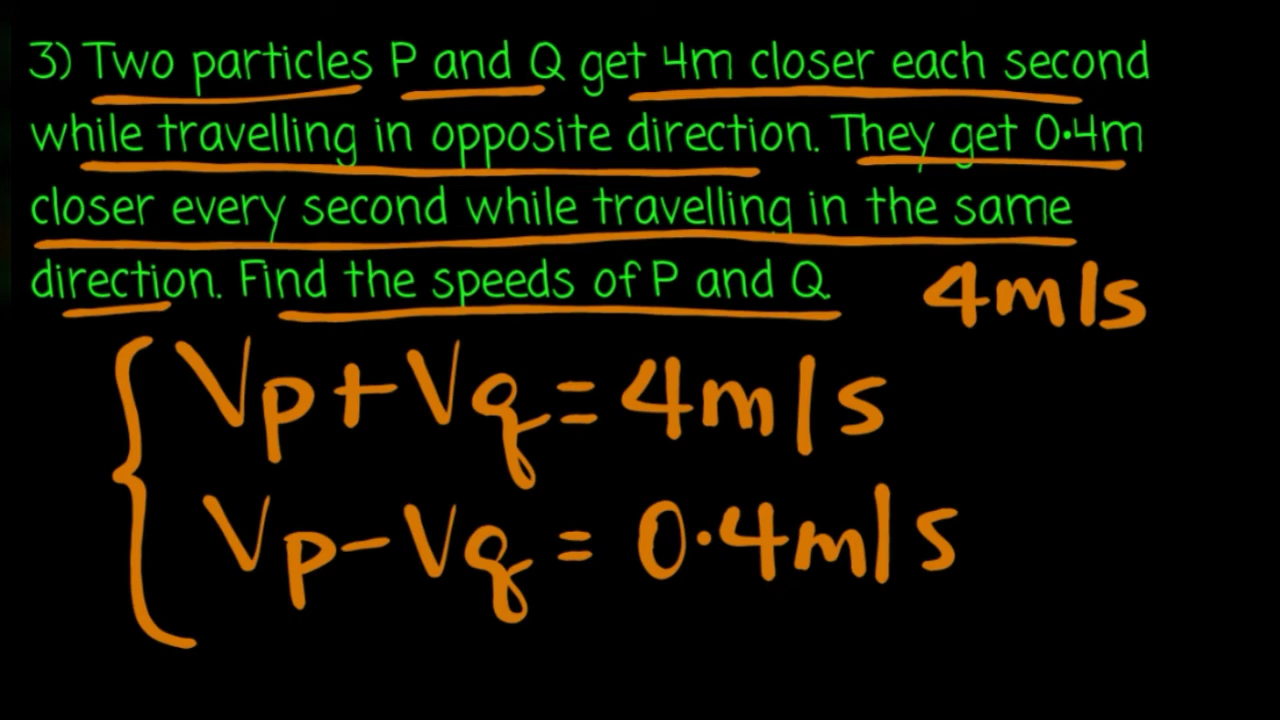 3) Two particles P and Q get 4m closer each second
while travelling in opposite direction. They get 0.4m
closer every second while travelling in the same
direction. Find the speeds of P and Q.
4m/s
Vp+Vq=4m/s
Vp-Vq=0.4m/s